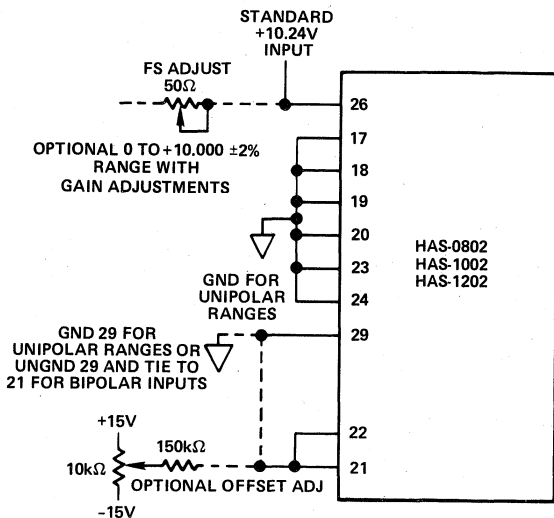 STANDARD
+10.24V
INPUT
FS ADJUST
50Ω
OPTIONAL 0 TO +10.000 ±2%
RANGE WITH
GAIN ADJUSTMENTS
26
17
18
19
20
23
24
29
22
21
HAS-0802
HAS-1002
HAS-1202
GND FOR
UNIPOLAR
RANGES
GND 29 FOR
UNIPOLAR RANGES OR
UNGND 29 AND TIE TO
21 FOR BIPOLAR INPUTS
+15V
10kΩ
-15V
150kΩ
OPTIONAL OFFSET ADJ